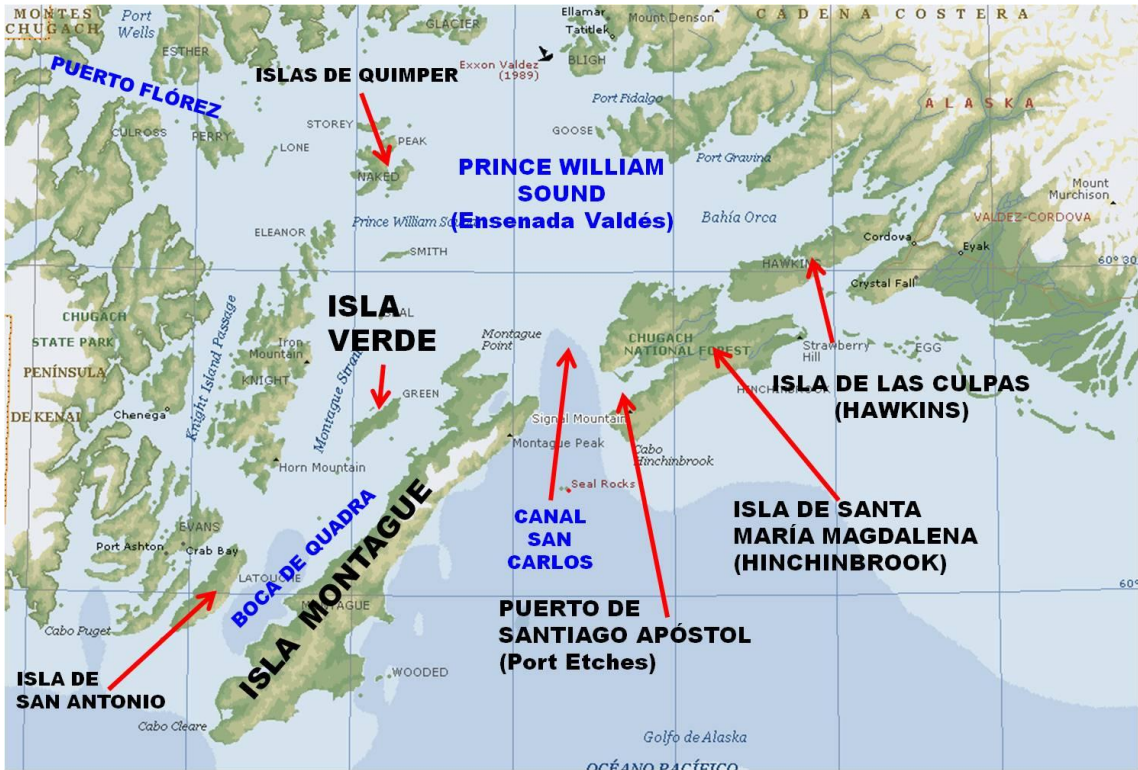 MONTES
CHUGACH
Port
Wells
ESTHER
GLACIER
Ellamar
Tatitlek
Mount Denson
CADENA COSTERA
Exxon Valdez
(1989)
BLIGH
ISLAS DE QUIMPER
PUERTO FLÓREZ
Port Fidalgo
ALASKA
CULROSS
PERRY
LONE
STOREY
PEAK
NAKED
GOOSE
Port Gravina
PRINCE WILLIAM
SOUND
(Ensenada Valdés)
Prince William
Bahía Orca
Mount
Murchison
VALDEZ-CORDOVA
Cordova
Eyak
ELEANOR
SMITH
HAWKINS
Crystal Fall
60° 30
ISLA
VERDE
CHUGACH
STATE PARK
PENÍNSULA
DE KENAI
Knight Island Passage
Iron
Mountain
KNIGHT
Montague
Montague
Point
CHUGACH
NATIONAL FOREST
Strawberry
Hill
EGG
GREEN
Chenega
HINCHINBROOK
ISLA DE LAS CULPAS
(HAWKINS)
Signal Mountain
Montague Peak
Cabo
Hinchinbrook
Horn Mountain
Seal Rocks
CANAL
SAN
CARLOS
ISLA DE SANTA
MARÍA MAGDALENA
(HINCHINBROOK)
EVANS
Port Ashton
Crab Bay
LATOUCHE
BOCA DE QUADRA
ISLA MONTAGUE
60°
PUERTO DE
SANTIAGO APÓSTOL
(Port Etches)
Cabo Puget
WOODED
ISLA DE
SAN ANTONIO
Cabo Cleare
Golfo de Alaska
OCÉANO PACÍFICO